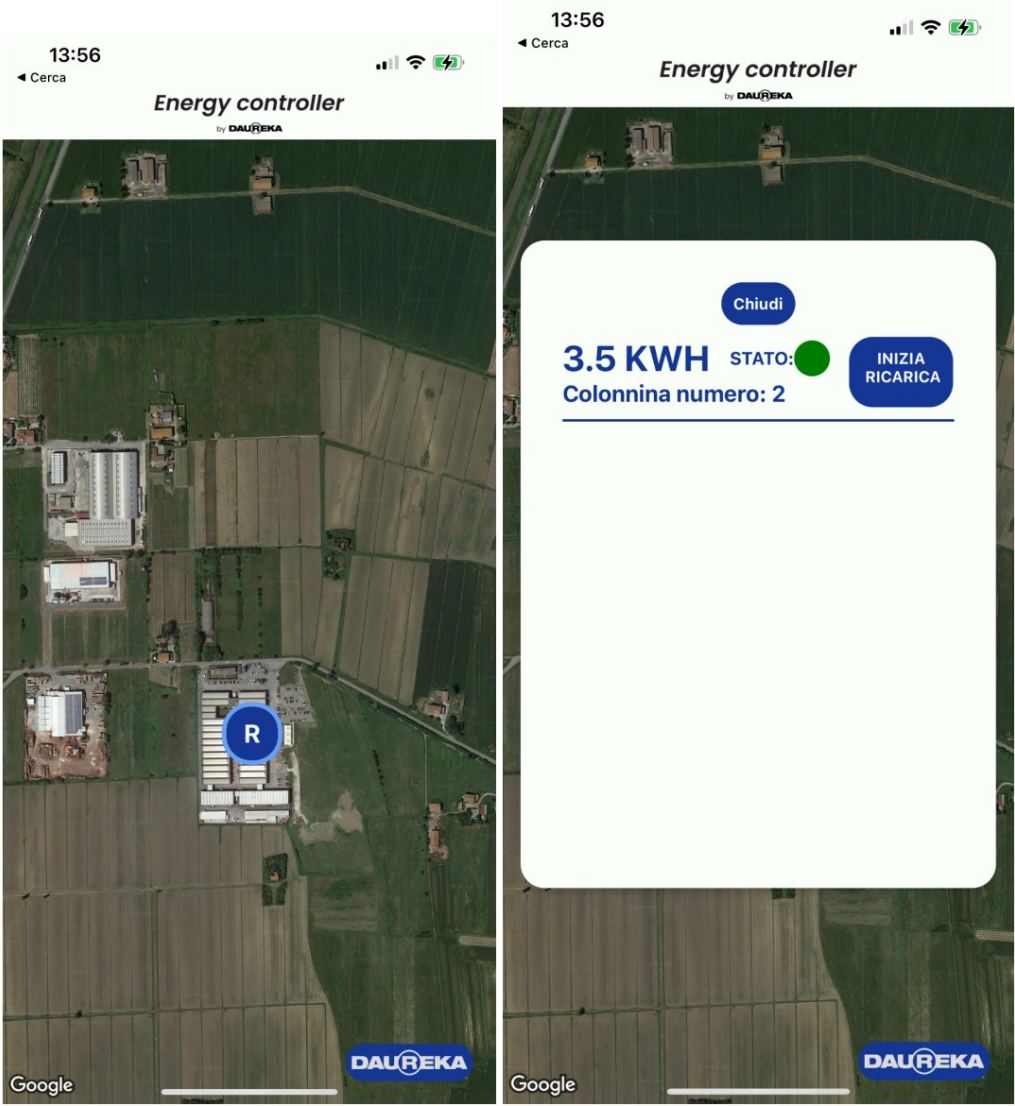 13:56
◀ Cerca
Energy controller
by DAUREKA
R
DAUREKA
Google
13:56
◀ Cerca
Energy controller
by DAUREKA
Chiudi
3.5 KWH STATO:
INIZIA
RICARICA
Colonnina numero: 2
DAUREKA
Google